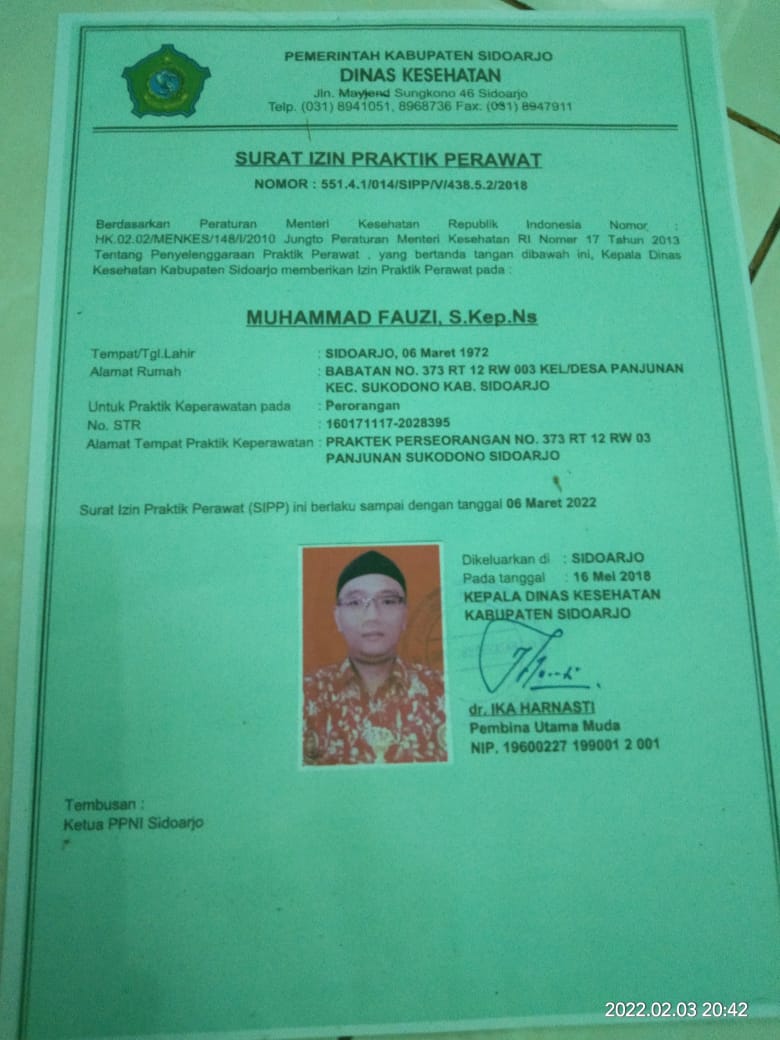 PEMERINTAH KABUPATEN SIDOARJO
DINAS KESEHATAN
Jln. Mayjend Sungkono 46 Sidoarjo
Telp. (031) 8941051, 8968736 Fax. (031) 8947911
SURAT IZIN PRAKTIK PERAWAT
NOMOR : 551.4.1/014/SIPP/V/438.5.2/2018
Berdasarkan Peraturan Menteri Kesehatan Republik Indonesia Nomor :
HK.02.02/MENKES/148/I/2010 Jungto Peraturan Menteri Kesehatan RI Nomer 17 Tahun 2013
Tentang Penyelenggaraan Praktik Perawat , yang bertanda tangan dibawah ini, Kepala Dinas
Kesehatan Kabupaten Sidoarjo memberikan Izin Praktik Perawat pada :
MUHAMMAD FAUZI, S.Kep.Ns
Tempat/Tgl.Lahir : SIDOARJO, 06 Maret 1972
Alamat Rumah : BABATAN NO. 373 RT 12 RW 003 KEL/DESA PANJUNAN
KEC. SUKODONO KAB. SIDOARJO
Untuk Praktik Keperawatan pada : Perorangan
No. STR : 160171117-2028395
Alamat Tempat Praktik Keperawatan : PRAKTEK PERSEORANGAN NO. 373 RT 12 RW 03
PANJUNAN SUKODONO SIDOARJO
Surat Izin Praktik Perawat (SIPP) ini berlaku sampai dengan tanggal 06 Maret 2022
Dikeluarkan di : SIDOARJO
Pada tanggal : 16 Mei 2018
KEPALA DINAS KESEHATAN
KABUPATEN SIDOARJO
dr. IKA HARNASTI
Pembina Utama Muda
NIP. 19600227 199001 2 001
Tembusan :
Ketua PPNI Sidoarjo
2022.02.03 20:42